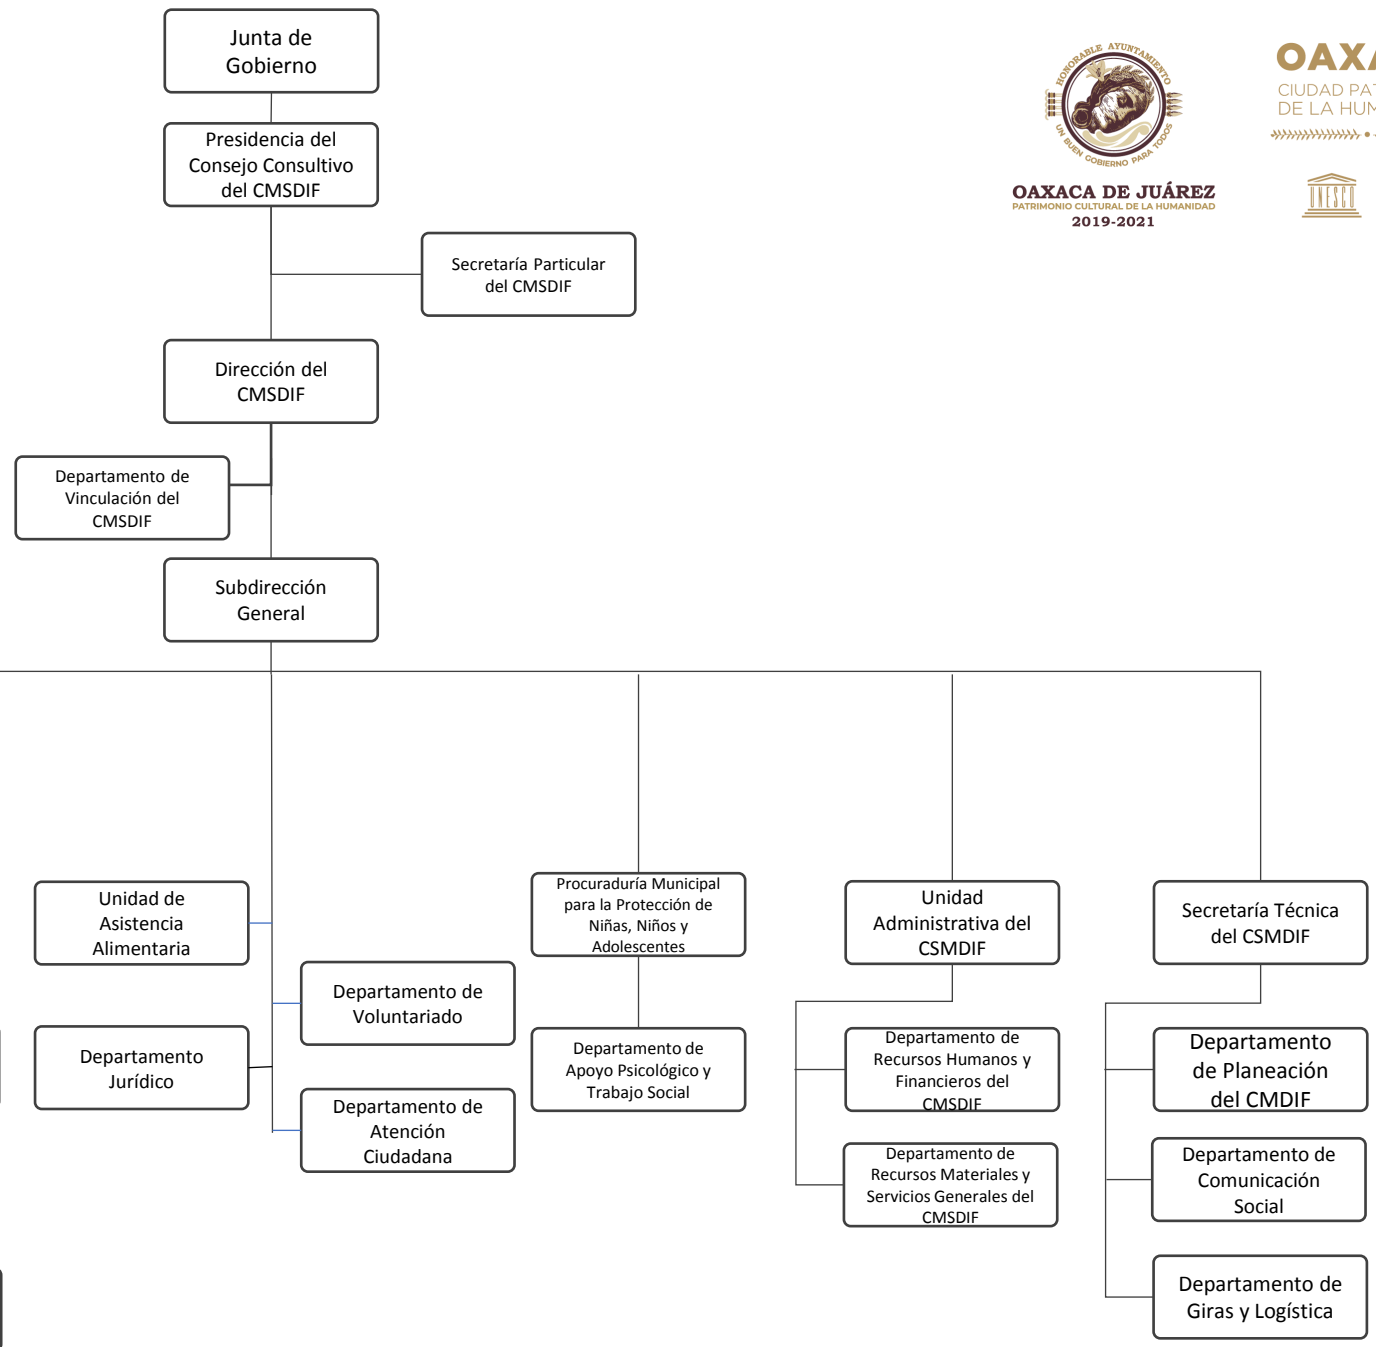 Junta de
Gobierno
Presidencia del
Consejo Consultivo
del CMSDIF
HONORABLE AYUNTAMIENTO
UN BUEN GOBIERNO PARA TODOS
OAXACA DE JUÁREZ
PATRIMONIO CULTURAL DE LA HUMANIDAD
2019-2021
OAXA
CIUDAD PAT
DE LA HUM
UNESCO
Secretaría Particular
del CMSDIF
Dirección del
CMSDIF
Departamento de
Vinculación del
CMSDIF
Subdirección
General
Unidad de
Asistencia
Alimentaria
Departamento
Jurídico
Departamento de
Voluntariado
Departamento de
Atención
Ciudadana
Procuraduría Municipal
para la Protección de
Niñas, Niños y
Adolescentes
Departamento de
Apoyo Psicológico y
Trabajo Social
Unidad
Administrativa del
CSMDIF
Departamento de
Recursos Humanos y
Financieros del
CMSDIF
Departamento de
Recursos Materiales y
Servicios Generales del
CMSDIF
Secretaría Técnica
del CSMDIF
Departamento
de Planeación
del CMDIF
Departamento de
Comunicación
Social
Departamento de
Giras y Logística